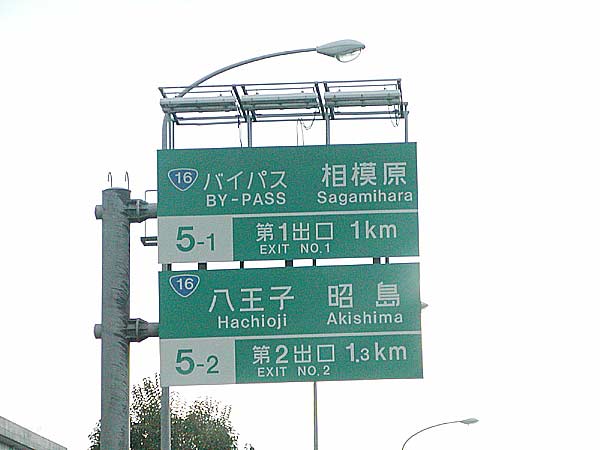 16 バイパス 相模原
BY-PASS Sagamihara
5-1 第1出口 1km
EXIT NO.1
16 八王子 昭島
Hachioji Akishima
5-2 第2出口 1.3km
EXIT NO.2